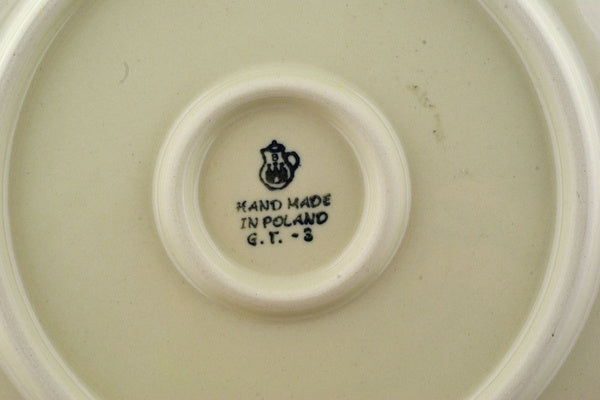 B
HAND MADE
IN POLAND
G.T. -3